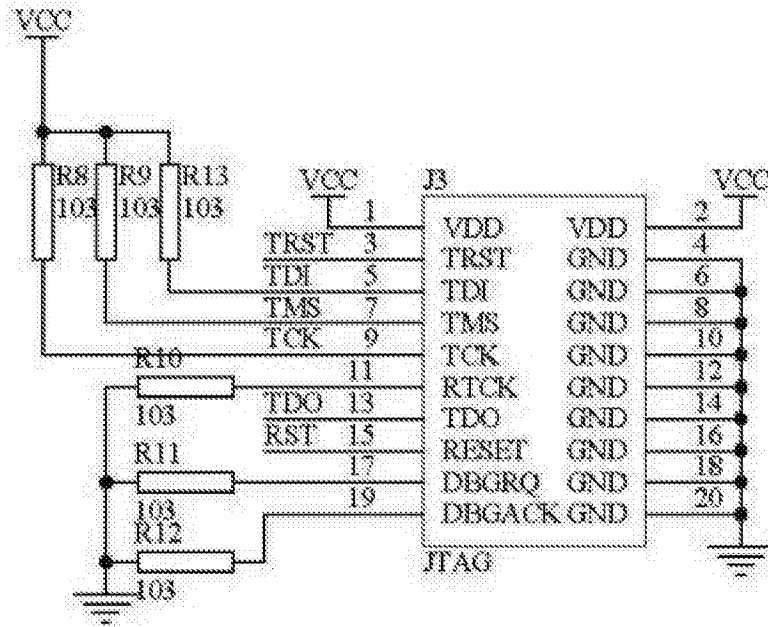 VCC
R8 R9 R13
103 103 103
VCC J3 VCC
1 VDD VDD 2
TRST 3 TRST GND 4
TDI 5 TDI GND 6
TMS 7 TMS GND 8
TCK 9 TCK GND 10
R10 11 RTCK GND 12
103 TDO 13 TDO GND 14
RST 15 RESET GND 16
R11 17 DBGRQ GND 18
103 19 DBGACK GND 20
R12
103 JTAG